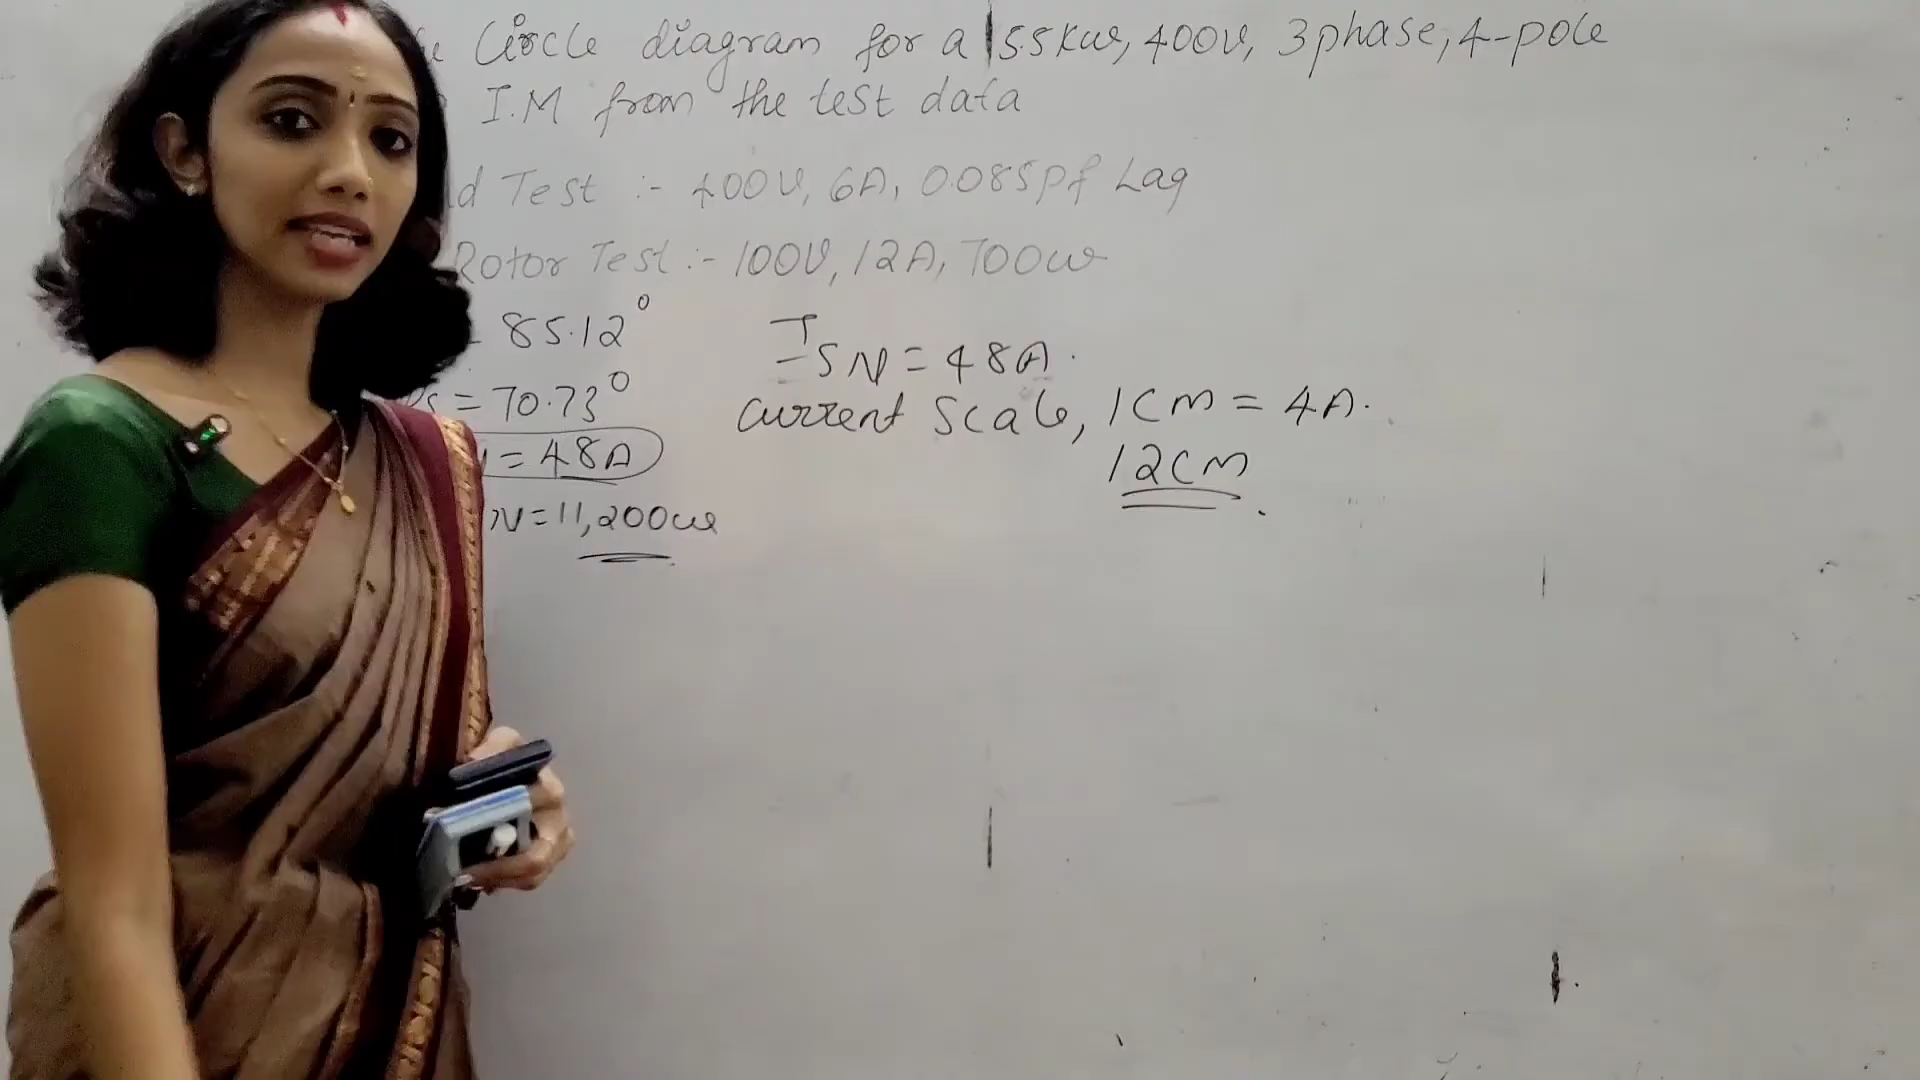 Circle diagram for a 5.5kw, 400V, 3phase, 4-pole
I.M from the test data
d Test :- 400V, 6A, 0.085pf Lag
Rotor Test :- 100V, 12A, 700w
85.12°
= 70.73°
= 48A
N = 11,200w
ISN = 48A.
current Scale, 1CM = 4A.
12CM